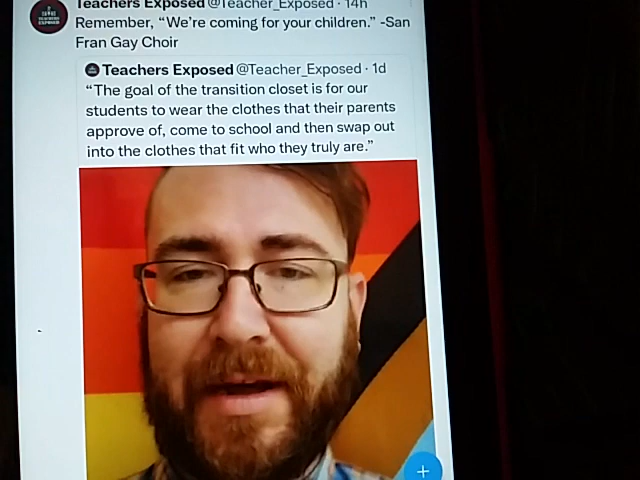 Teachers Exposed @Teacher_Exposed · 14h
Remember, “We’re coming for your children.” -San
Fran Gay Choir
Teachers Exposed @Teacher_Exposed · 1d
“The goal of the transition closet is for our
students to wear the clothes that their parents
approve of, come to school and then swap out
into the clothes that fit who they truly are.”